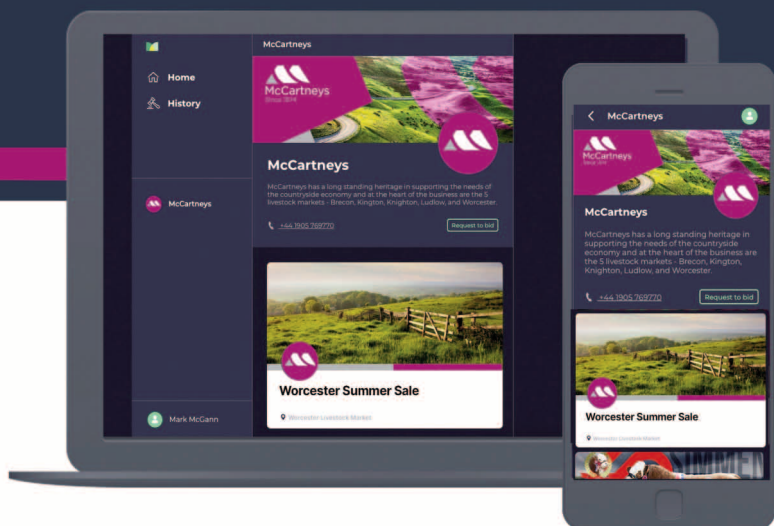 McCartneys
Home
History
McCartneys
Since 1874
McCartneys
McCartneys has a long standing heritage in supporting the needs of
the countryside economy and at the heart of the business are the 5
livestock markets - Brecon, Kington, Knighton, Ludlow, and Worcester.
McCartneys
+44 1905 769770
Request to bid
Worcester Summer Sale
Worcester Livestock Market
Mark McGann
McCartneys
McCartneys
Since 1874
McCartneys
McCartneys has a long standing heritage in
supporting the needs of the countryside
economy and at the heart of the business are
the 5 livestock markets - Brecon, Kington,
Knighton, Ludlow, and Worcester.
+44 1905 769770
Request to bid
Worcester Summer Sale
Worcester Livestock Market
SIMMEN